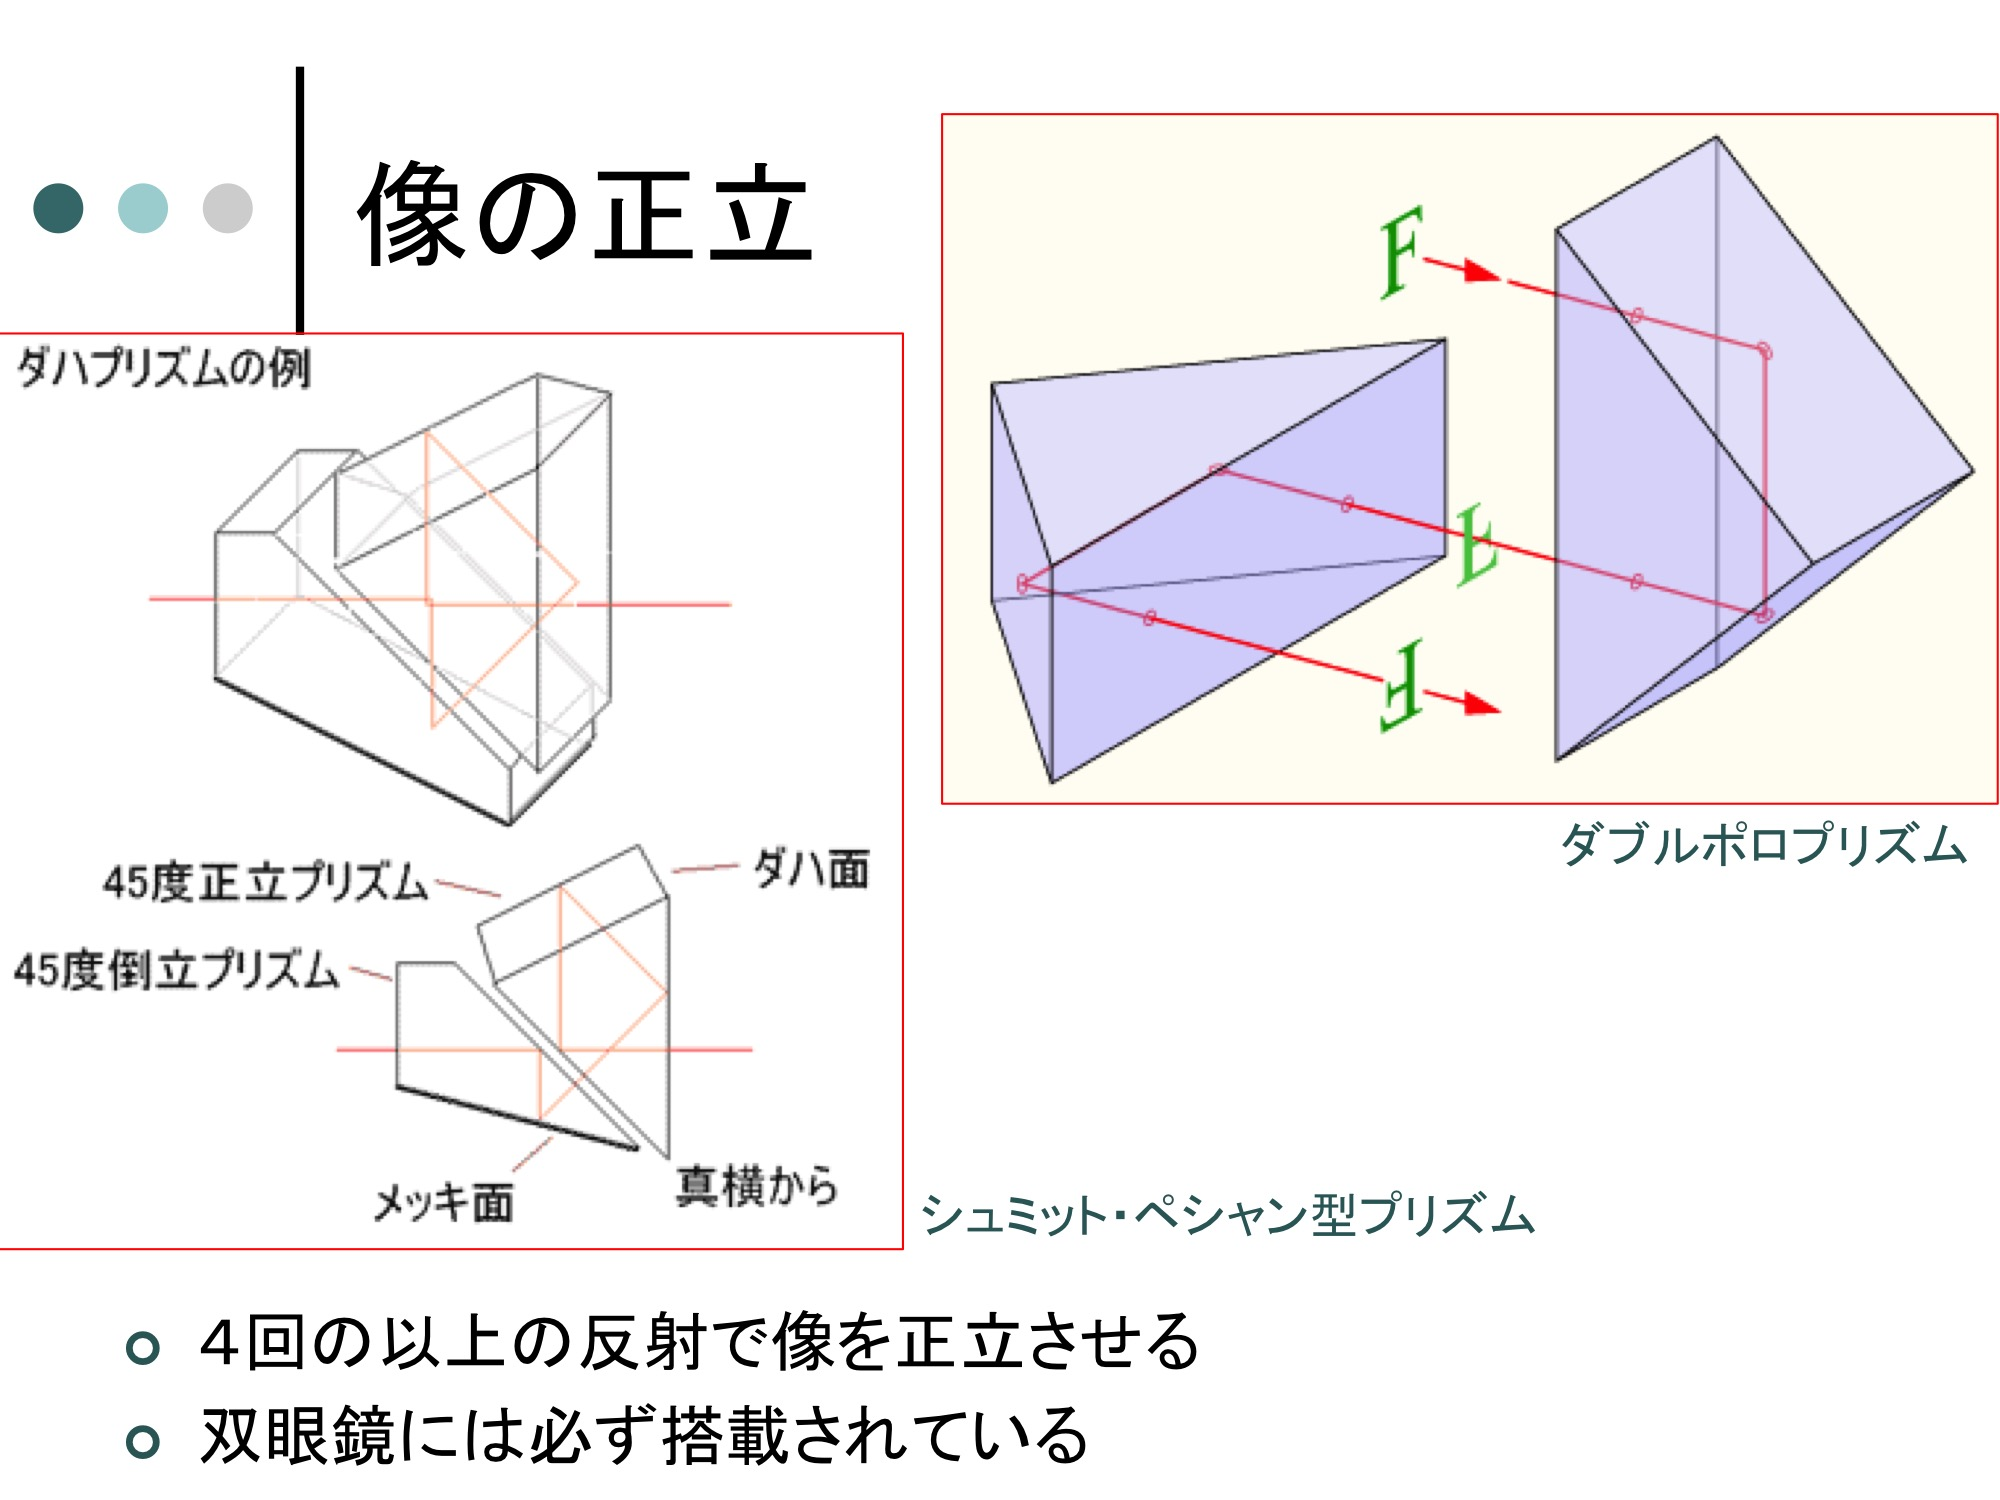 像の正立
ダハプリズムの例
45度正立プリズム
ダハ面
45度倒立プリズム
メッキ面
真横から
F
F
F
ダブルポロプリズム
シュミット・ペシャン型プリズム
４回の以上の反射で像を正立させる
双眼鏡には必ず搭載されている